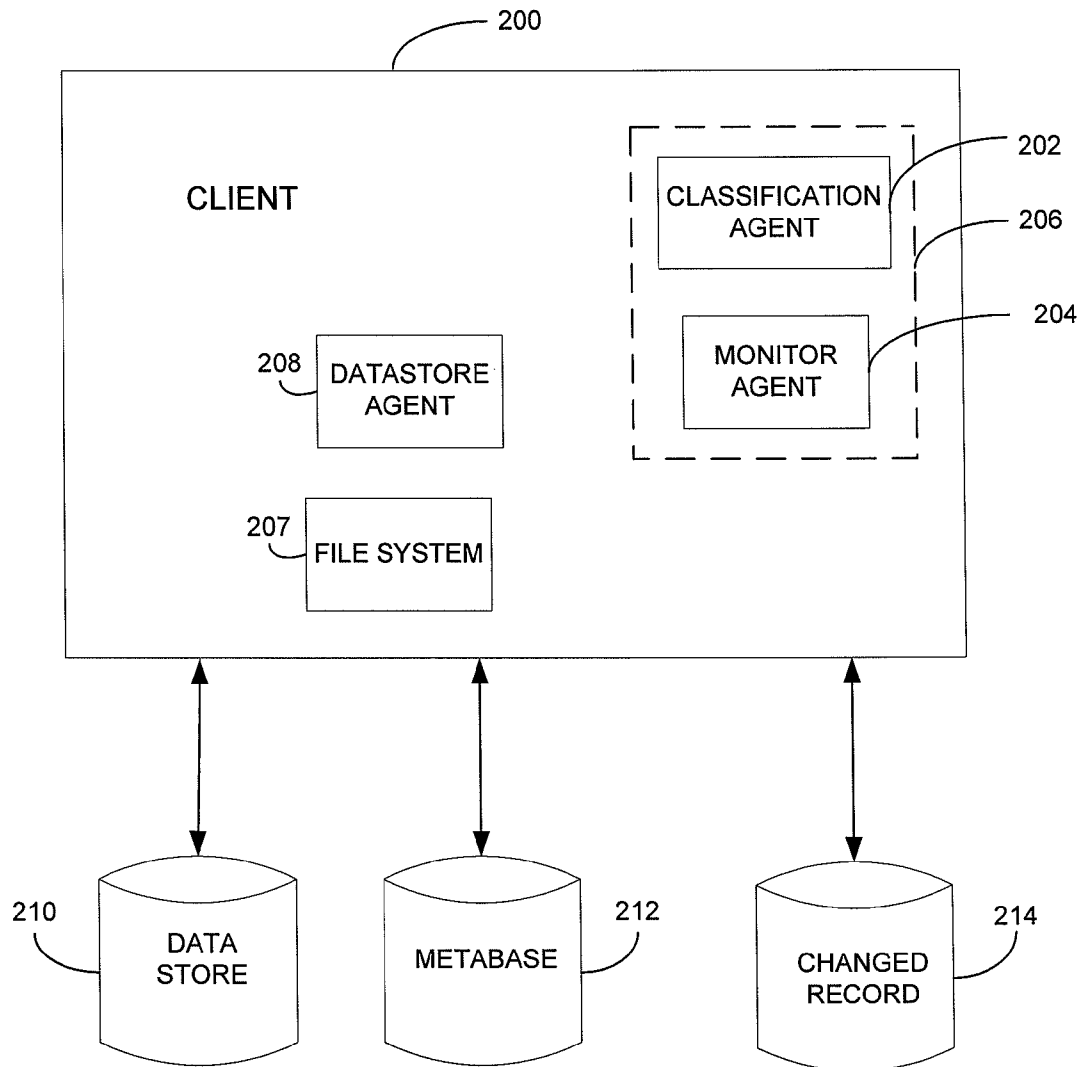 200
202
CLASSIFICATION
AGENT
CLIENT
206
204
MONITOR
AGENT
208
DATASTORE
AGENT
207
FILE SYSTEM
210
DATA
STORE
METABASE
212
CHANGED
RECORD
214